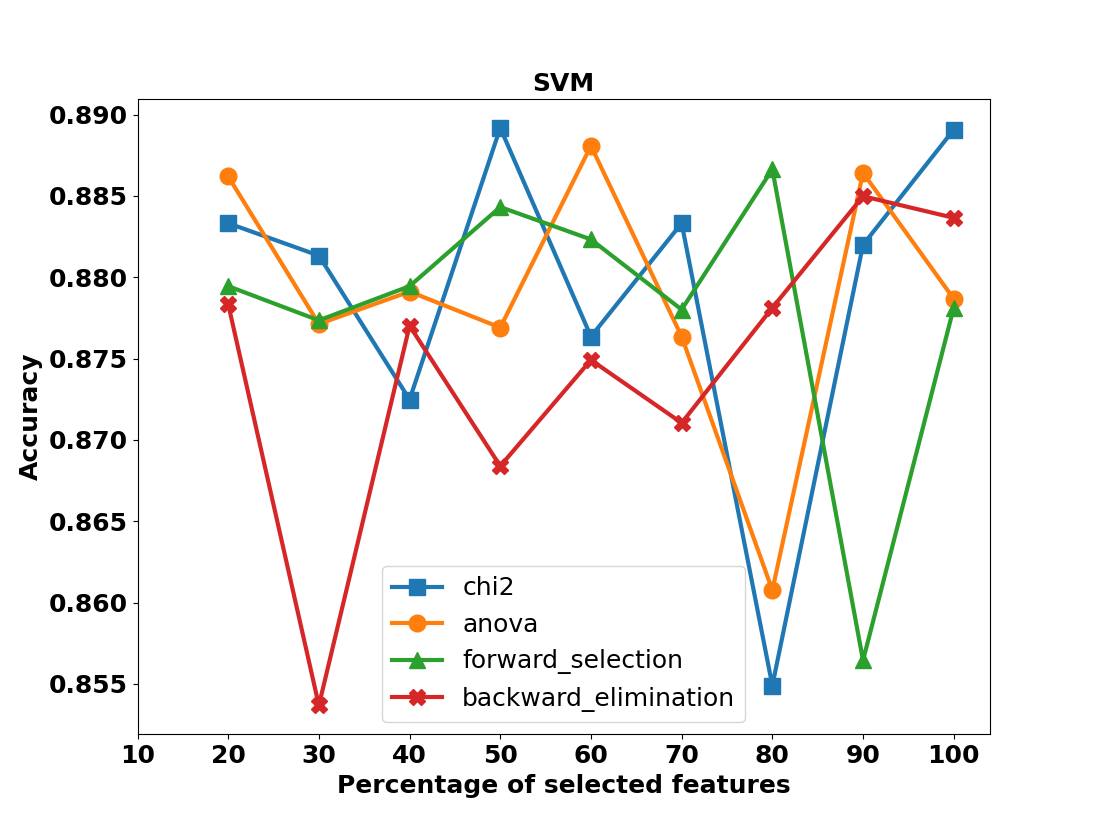 SVM
0.890
0.885
0.880
0.875
0.870
0.865
0.860
0.855
Accuracy
chi2
anova
forward_selection
backward_elimination
10 20 30 40 50 60 70 80 90 100
Percentage of selected features